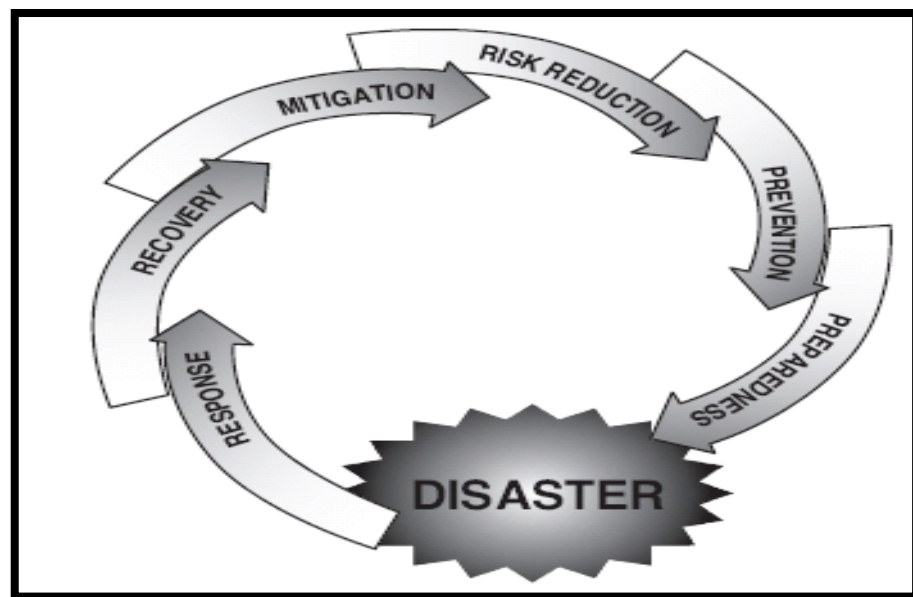 RISK REDUCTION
MITIGATION
PREVENTION
RECOVERY
PREPAREDNESS
RESPONSE
DISASTER